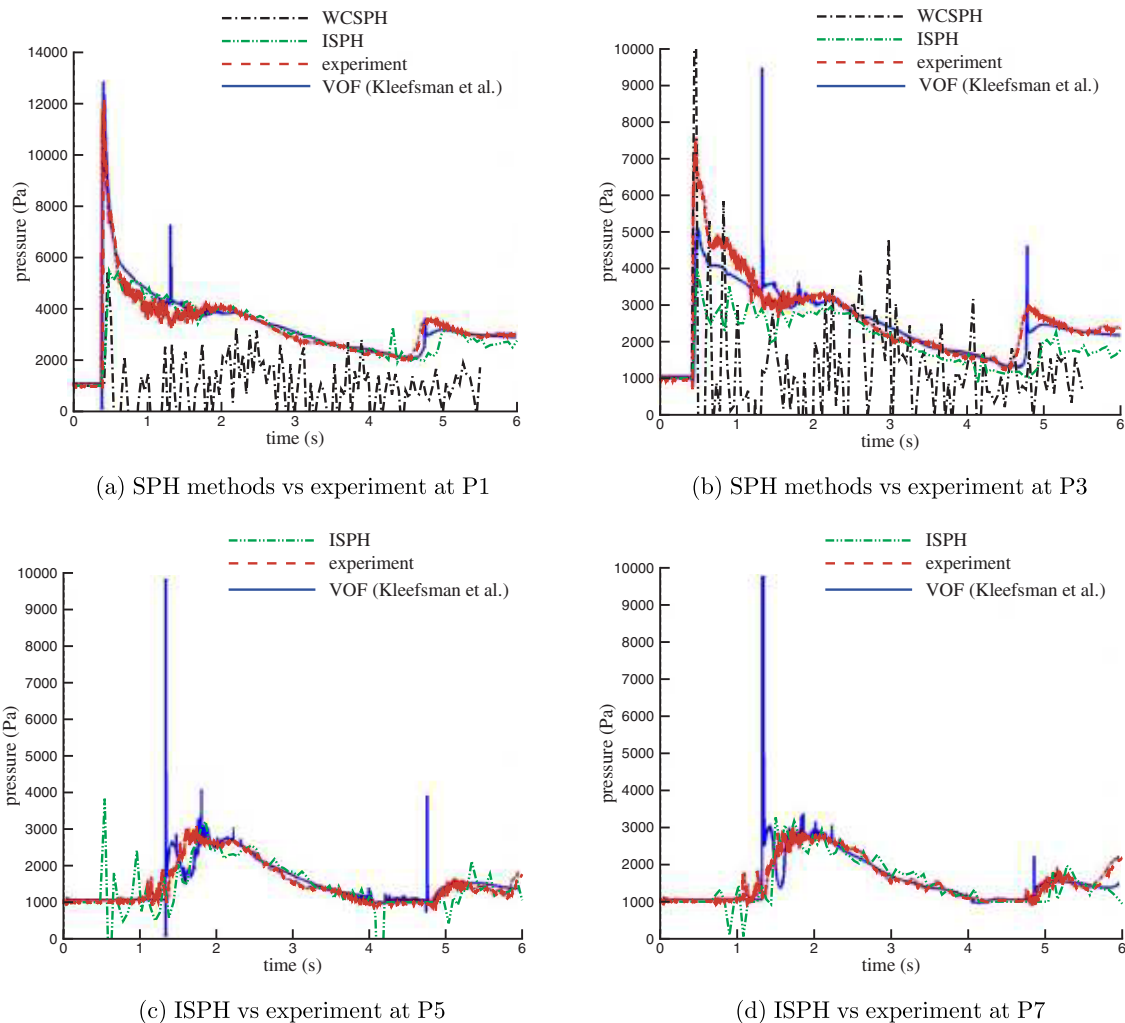 WCSPH
ISPH
experiment
VOF (Kleefsman et al.)
14000
12000
10000
8000
6000
4000
2000
0
pressure (Pa)
0 1 2 3 4 5 6
time (s)
(a) SPH methods vs experiment at P1
WCSPH
ISPH
experiment
VOF (Kleefsman et al.)
10000
9000
8000
7000
6000
5000
4000
3000
2000
1000
0
pressure (Pa)
0 1 2 3 4 5 6
time (s)
(b) SPH methods vs experiment at P3
ISPH
experiment
VOF (Kleefsman et al.)
10000
9000
8000
7000
6000
5000
4000
3000
2000
1000
0
pressure (Pa)
0 1 2 3 4 5 6
time (s)
(c) ISPH vs experiment at P5
ISPH
experiment
VOF (Kleefsman et al.)
10000
9000
8000
7000
6000
5000
4000
3000
2000
1000
0
pressure (Pa)
0 1 2 3 4 5 6
time (s)
(d) ISPH vs experiment at P7